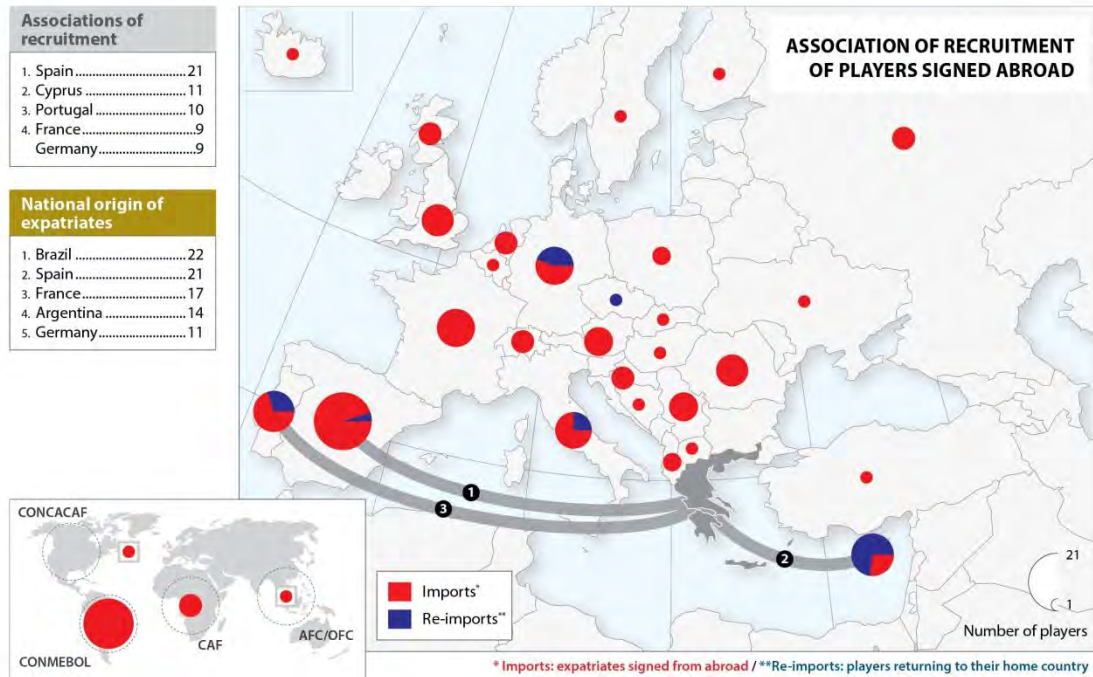 Associations of
recruitment
1. Spain..............................21
2. Cyprus...........................11
3. Portugal........................10
4. France.............................9
Germany.........................9
National origin of
expatriates
1. Brazil..............................22
2. Spain..............................21
3. France............................17
4. Argentina......................14
5. Germany.......................11
ASSOCIATION OF RECRUITMENT
OF PLAYERS SIGNED ABROAD
1
3
2
CONCACAF
CONMEBOL
CAF
AFC/OFC
Imports*
Re-imports**
21
1
Number of players
* Imports: expatriates signed from abroad / **Re-imports: players returning to their home country